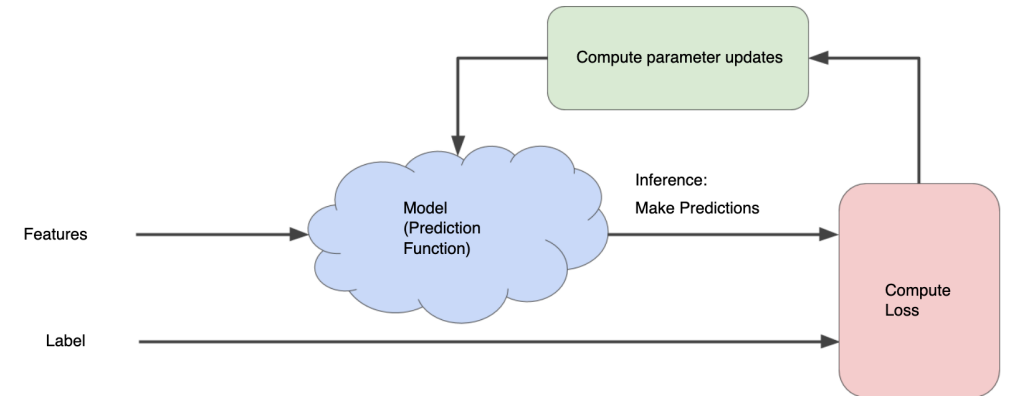 Compute parameter updates
Inference:
Make Predictions
Model
(Prediction
Function)
Features
Compute
Loss
Label